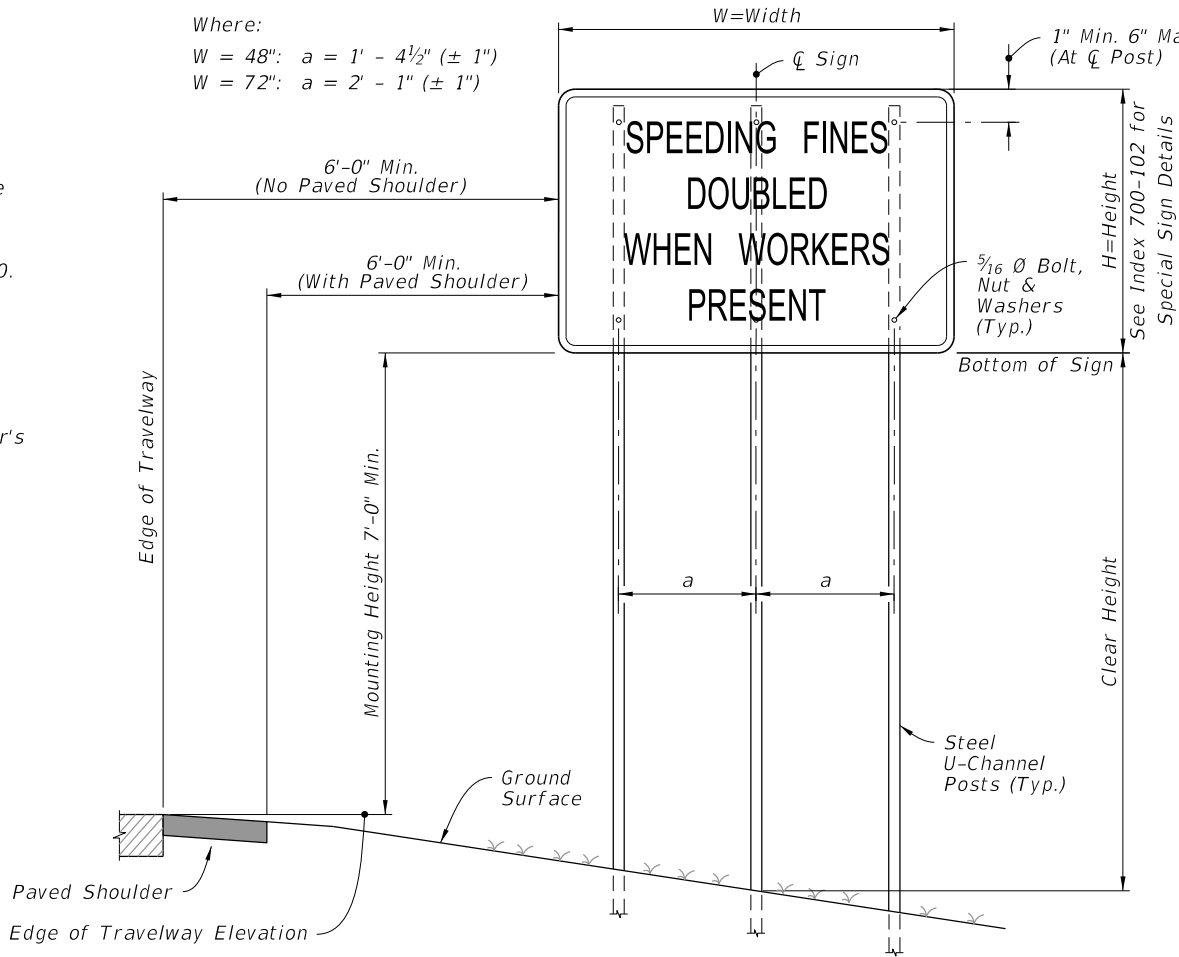 Where:
W = 48": a = 1' - 4½" (± 1")
W = 72": a = 2' - 1" (± 1")
W=Width
℄ Sign
1" Min. 6"
(At ℄ Post)
SPEEDING FINES
DOUBLED
WHEN WORKERS
PRESENT
6'-0" Min.
(No Paved Shoulder)
6'-0" Min.
(With Paved Shoulder)
0.
r's
H=Height
See Index 700-102 for
Special Sign Details
5/16 Ø Bolt,
Nut &
Washers
(Typ.)
Bottom of Sign
Edge of Travelway
Mounting Height 7'-0" Min.
a
a
Clear Height
Steel
U-Channel
Posts (Typ.)
Ground
Surface
Paved Shoulder
Edge of Travelway Elevation